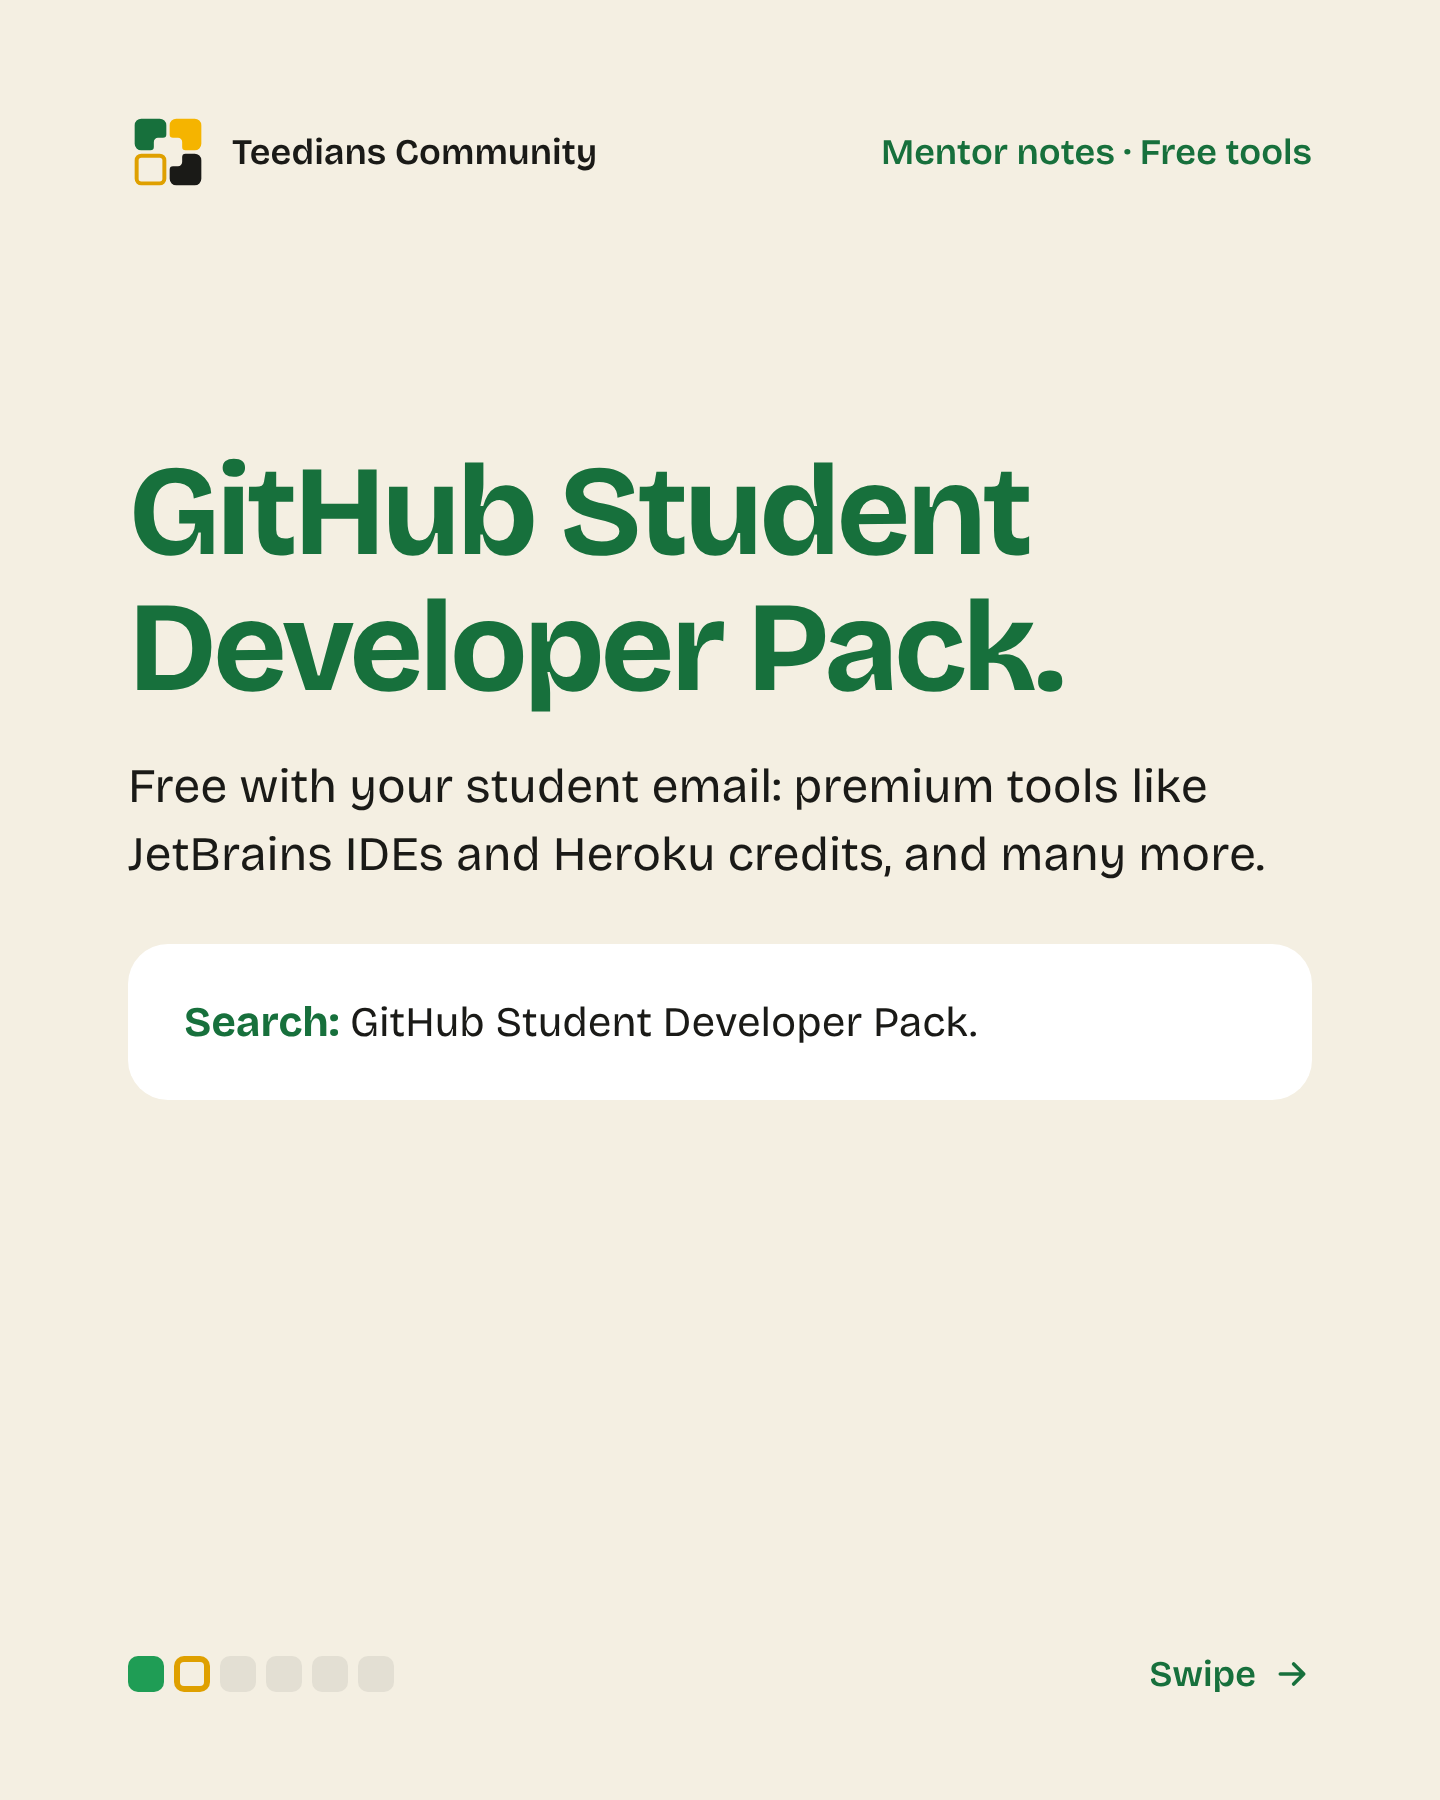 Teedians Community
Mentor notes · Free tools
GitHub Student
Developer Pack.
Free with your student email: premium tools like
JetBrains IDEs and Heroku credits, and many more.
Search: GitHub Student Developer Pack.
Swipe →